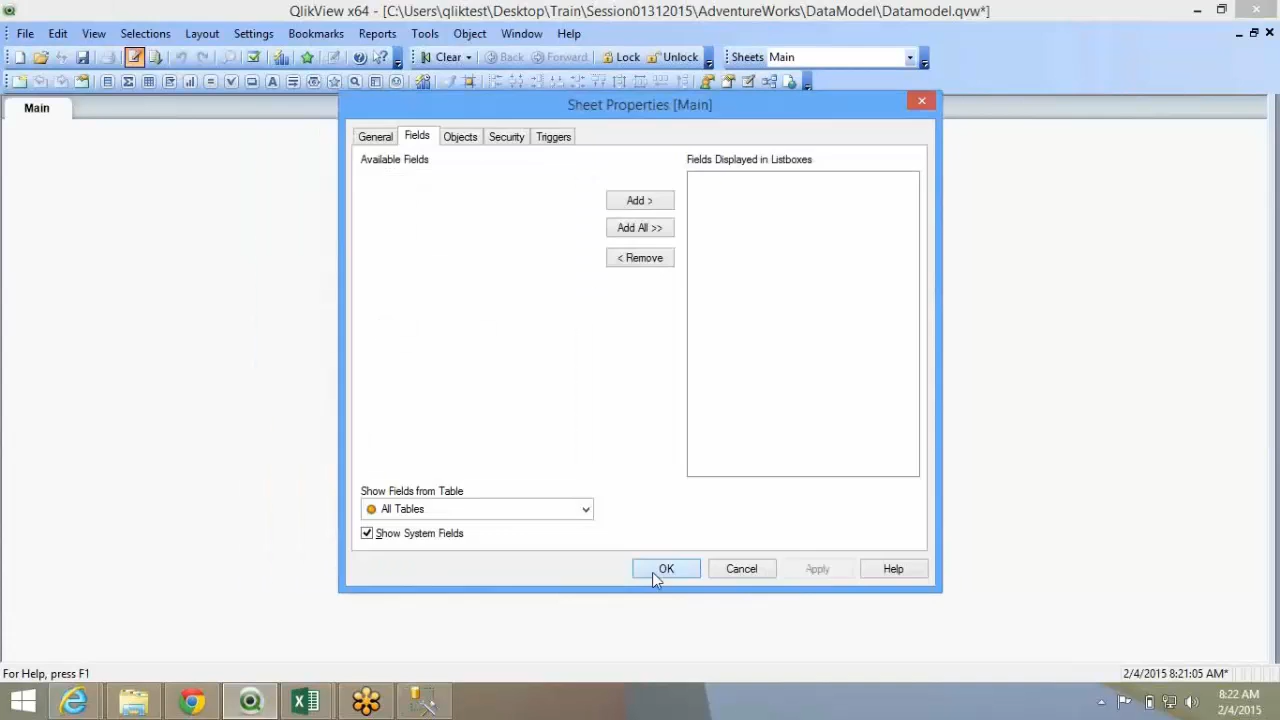 QlikView x64 - [C:\Users\qliktest\Desktop\Train\Session01312015\AdventureWorks\DataModel\Datamodel.qvw*]
File Edit View Selections Layout Settings Bookmarks Reports Tools Object Window Help
Clear Back Forward Lock Unlock Sheets Main
Main
Sheet Properties [Main]
General Fields Objects Security Triggers
Available Fields
Fields Displayed in Listboxes
Add >
Add All >>
< Remove
Show Fields from Table
All Tables
Show System Fields
OK Cancel Apply Help
For Help, press F1
2/4/2015 8:21:05 AM*
8:22 AM
2/4/2015